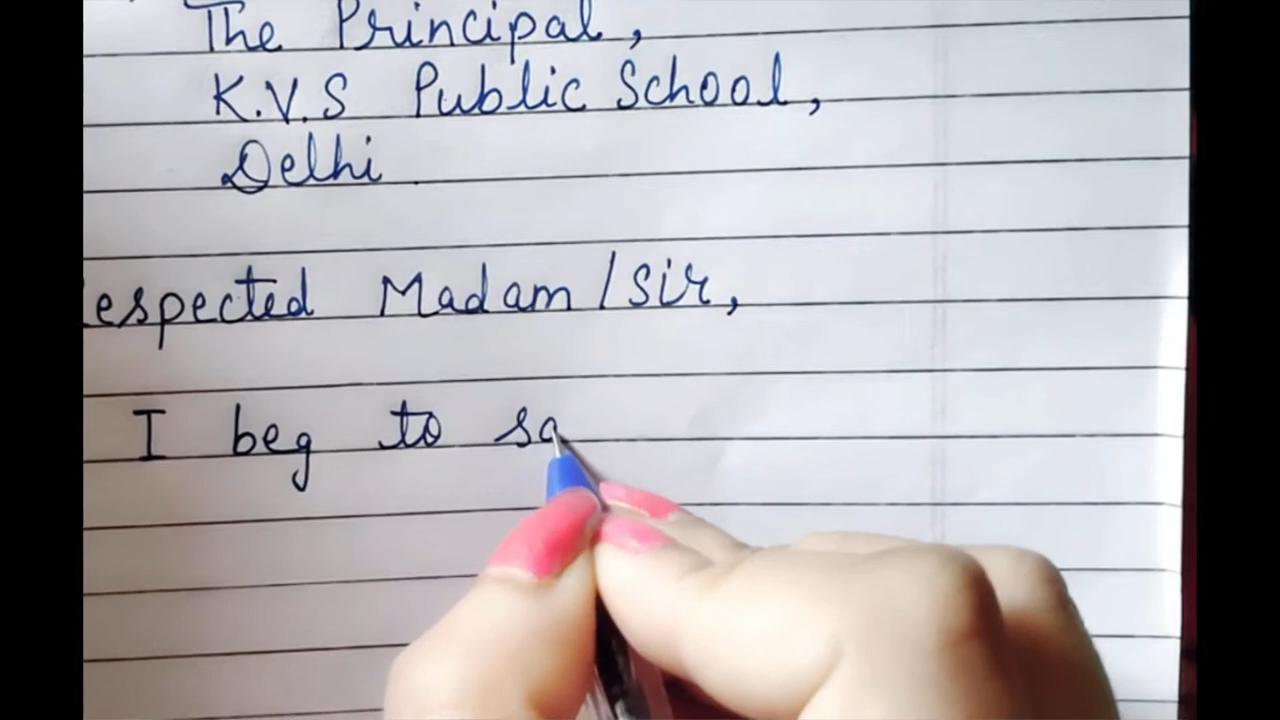 The Principal,
K.V.S Public School,
Delhi
espected Madam / Sir,
I beg to sa